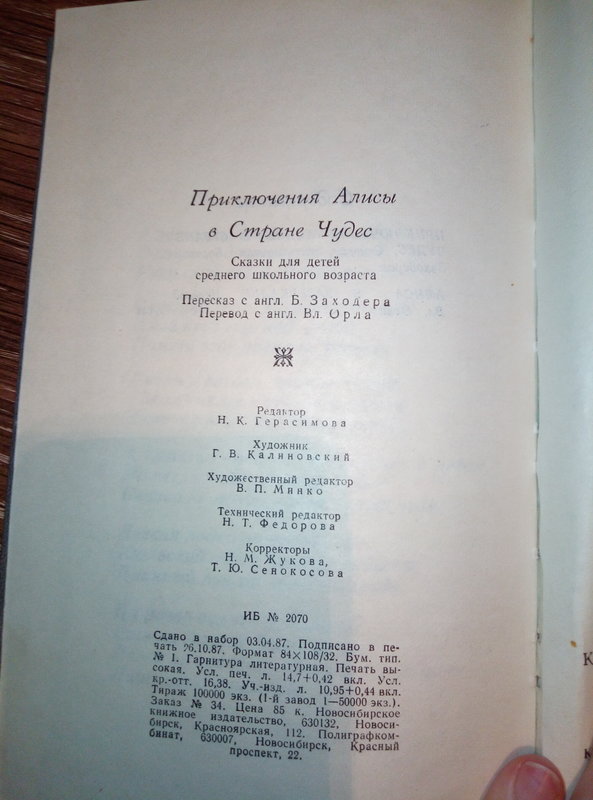 Приключения Алисы
в Стране Чудес
Сказки для детей
среднего школьного возраста
Пересказ с англ. Б. Заходера
Перевод с англ. Вл. Орла
Редактор
Н. К. Герасимова
Художник
Г. В. Калиновский
Художественный редактор
В. П. Минко
Технический редактор
Н. Т. Федорова
Корректоры
Н. М. Жукова,
Т. Ю. Сенокосова
ИБ № 2070
Сдано в набор 03.04.87. Подписано в пе-
чать 26.10.87. Формат 84×108/32. Бум. тип.
№ 1. Гарнитура литературная. Печать вы-
сокая. Усл. печ. л. 14,7+0,42 вкл. Усл.
кр.-отт. 16,38. Уч.-изд. л. 10,95+0,44 вкл.
Тираж 100000 экз. (1-й завод 1—50000 экз.).
Заказ № 34. Цена 85 к. Новосибирское
книжное издательство, 630132, Новоси-
бирск, Красноярская, 112. Полиграфком-
бинат, 630007, Новосибирск, Красный
проспект, 22.